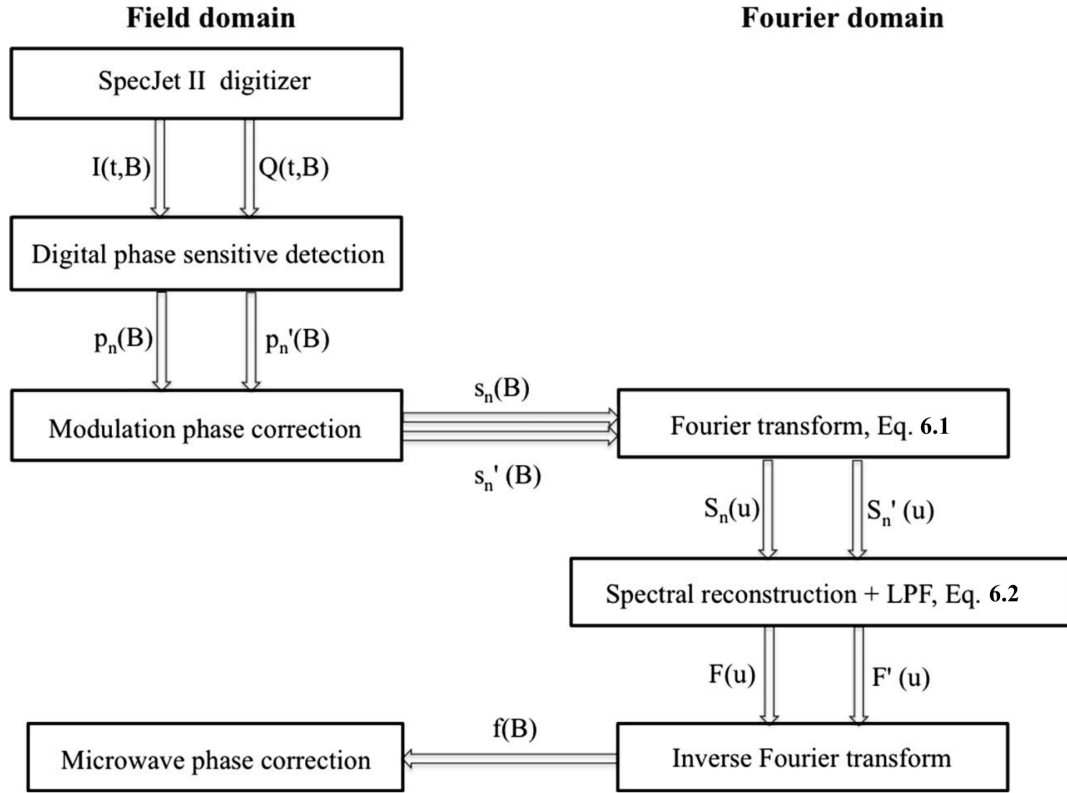 Field domain
Fourier domain
SpecJet II digitizer
I(t,B)
Q(t,B)
Digital phase sensitive detection
pₙ(B)
pₙ'(B)
Modulation phase correction
sₙ(B)
sₙ' (B)
Fourier transform, Eq. 6.1
Sₙ(u)
Sₙ' (u)
Spectral reconstruction + LPF, Eq. 6.2
F(u)
F' (u)
Inverse Fourier transform
f(B)
Microwave phase correction